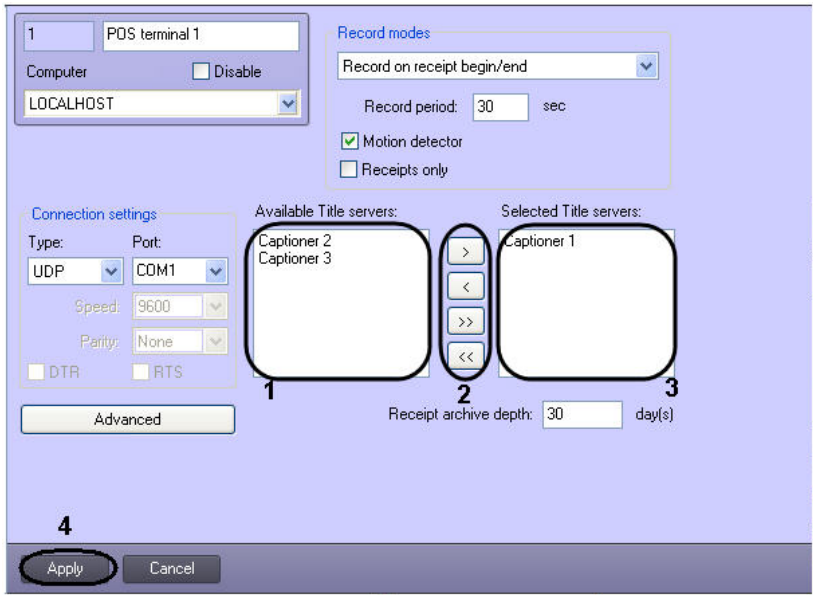 1
POS terminal 1
Computer
Disable
LOCALHOST
Record modes
Record on receipt begin/end
Record period: 30 sec
Motion detector
Receipts only
Connection settings
Type: Port:
UDP COM1
Speed: 9600
Parity: None
DTR RTS
Advanced
Available Title servers:
Captioner 2
Captioner 3
1
>
<
>>
<<
2
Selected Title servers:
Captioner 1
3
Receipt archive depth: 30 day(s)
4
Apply Cancel